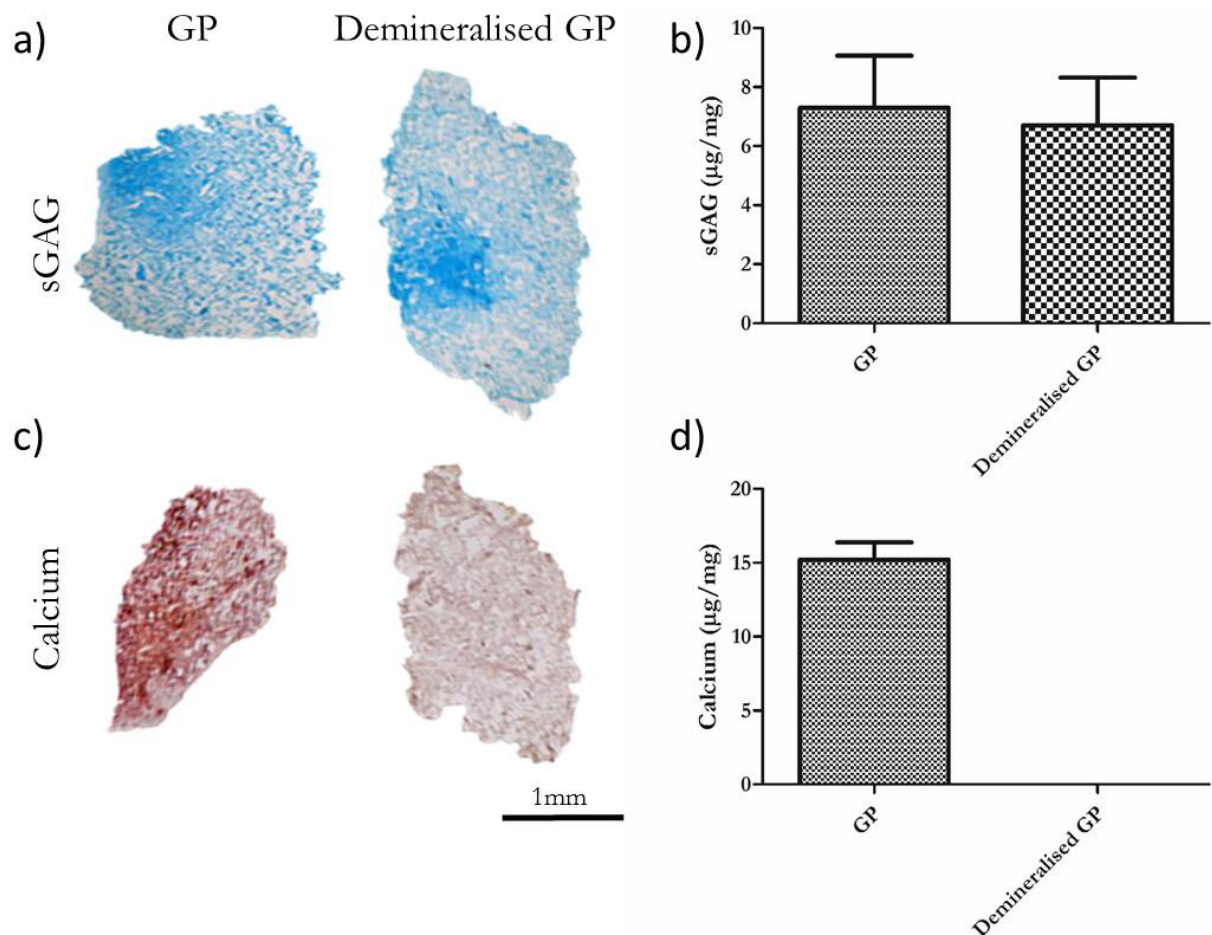 a)
GP
Demineralised GP
sGAG
b)
10
8
6
4
2
0
sGAG (µg/mg)
GP
Demineralised GP
c)
Calcium
1mm
d)
20
15
10
5
0
Calcium (µg/mg)
GP
Demineralised GP